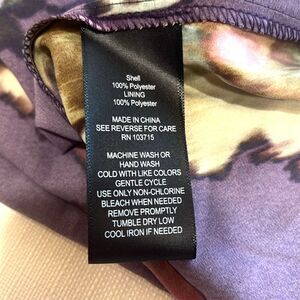 Shell
100% Polyester
LINING
100% Polyester
MADE IN CHINA
SEE REVERSE FOR CARE
RN 103715
MACHINE WASH OR
HAND WASH
COLD WITH LIKE COLORS
GENTLE CYCLE
USE ONLY NON-CHLORINE
BLEACH WHEN NEEDED
REMOVE PROMPTLY
TUMBLE DRY LOW
COOL IRON IF NEEDED